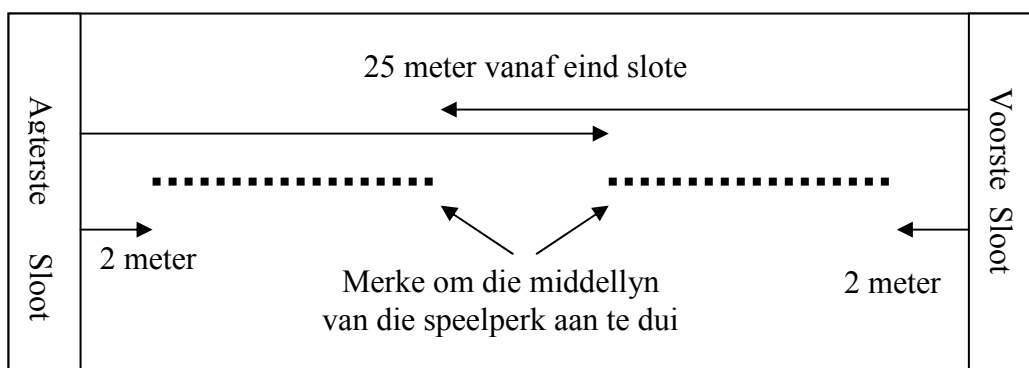 25 meter vanaf eind slote
Agterste Sloot
Voorste Sloot
2 meter
2 meter
Merke om die middellyn
van die speelperk aan te dui